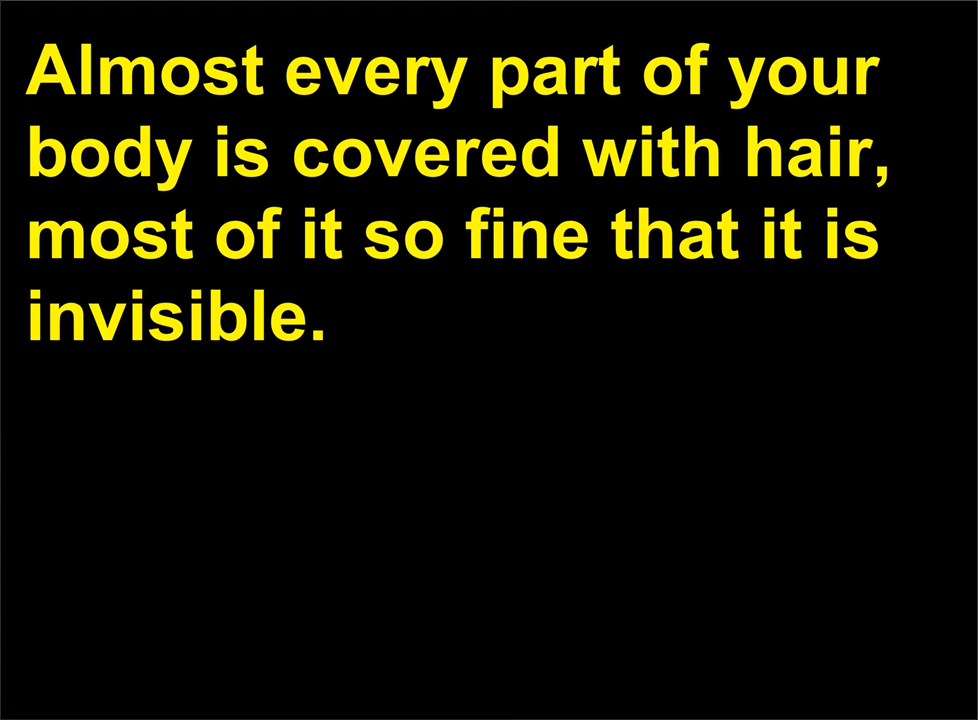 Almost every part of your
body is covered with hair,
most of it so fine that it is
invisible.